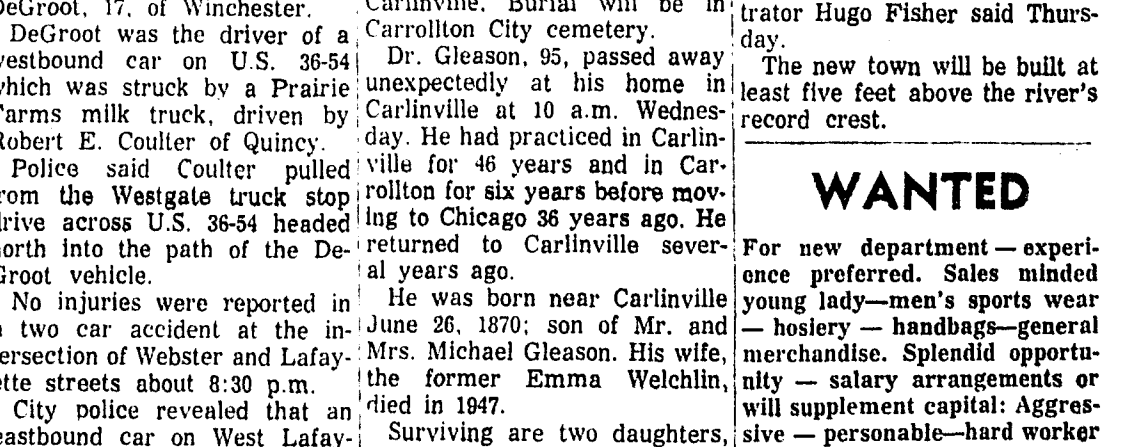 DeGroot, 17, of Winchester.
DeGroot was the driver of a
westbound car on U.S. 36-54
which was struck by a Prairie
Farms milk truck, driven by
Robert E. Coulter of Quincy.
Police said Coulter pulled
from the Westgate truck stop
drive across U.S. 36-54 headed
north into the path of the De-
Groot vehicle.
No injuries were reported in
a two car accident at the in-
tersection of Webster and Lafay-
ette streets about 8:30 p.m.
City police revealed that an
eastbound car on West Lafay-
Carlinville. Burial will be in
Carrollton City cemetery.
Dr. Gleason, 95, passed away
unexpectedly at his home in
Carlinville at 10 a.m. Wednes-
day. He had practiced in Carlin-
ville for 46 years and in Car-
rollton for six years before mov-
ing to Chicago 36 years ago. He
returned to Carlinville sever-
al years ago.
He was born near Carlinville
June 26, 1870; son of Mr. and
Mrs. Michael Gleason. His wife,
the former Emma Welchlin,
died in 1947.
Surviving are two daughters,
trator Hugo Fisher said Thurs-
day.
The new town will be built at
least five feet above the river's
record crest.
WANTED
For new department — experi-
ence preferred. Sales minded
young lady—men's sports wear
— hosiery — handbags—general
merchandise. Splendid opportu-
nity — salary arrangements or
will supplement capital: Aggres-
sive — personable—hard worker